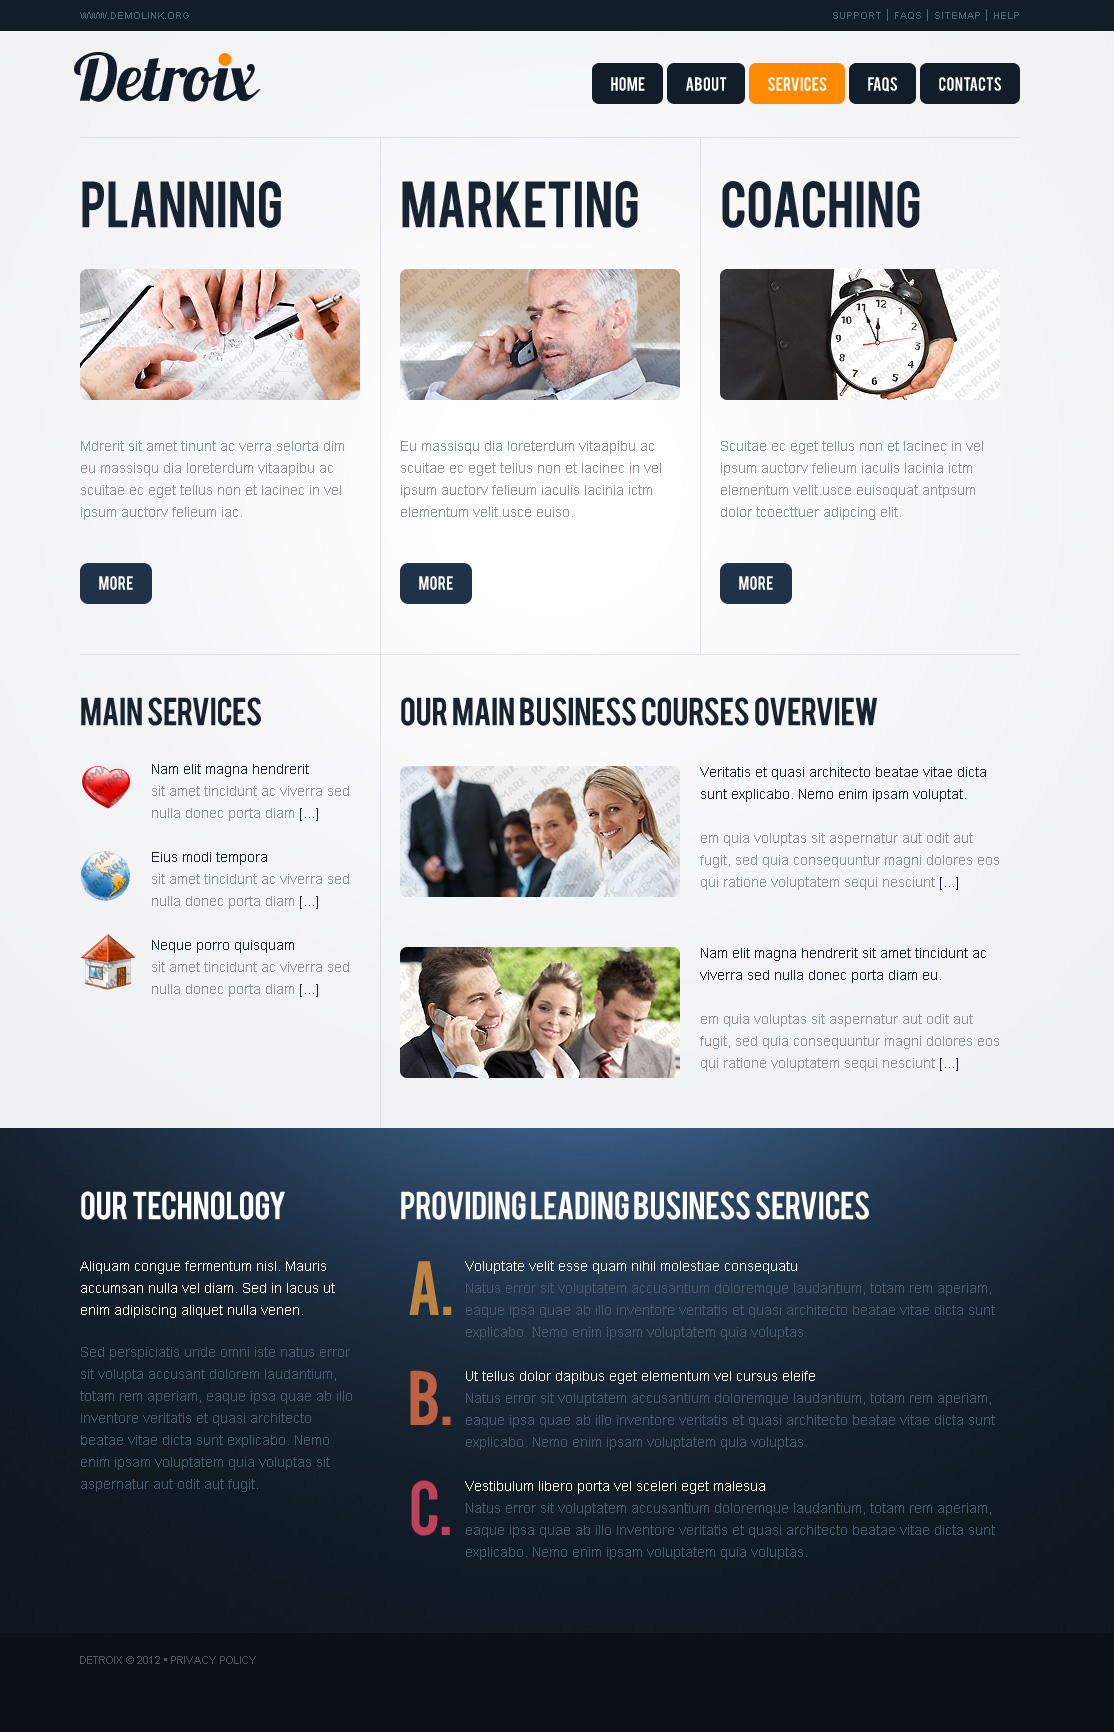 WWW.DEMOLINK.ORG
SUPPORT | FAQS | SITEMAP | HELP
Detroix
HOME ABOUT SERVICES FAQS CONTACTS
PLANNING
Mdrerit sit amet tinunt ac verra selorta dim
eu massisqu dia loreterdum vitaapibu ac
scuitae ec eget tellus non et lacinec in vel
ipsum auctorv felieum iac.
MORE
MARKETING
Eu massisqu dia loreterdum vitaapibu ac
scuitae ec eget tellus non et lacinec in vel
ipsum auctorv felieum iaculis lacinia ictm
elementum velit.usce euiso.
MORE
COACHING
Scuitae ec eget tellus non et lacinec in vel
ipsum auctorv felieum iaculis lacinia ictm
elementum velit.usce euisoquat antpsum
dolor tcoecttuer adipcing elit.
MORE
MAIN SERVICES
Nam elit magna hendrerit
sit amet tincidunt ac viverra sed
nulla donec porta diam [...]
Eius modi tempora
sit amet tincidunt ac viverra sed
nulla donec porta diam [...]
Neque porro quisquam
sit amet tincidunt ac viverra sed
nulla donec porta diam [...]
OUR MAIN BUSINESS COURSES OVERVIEW
Veritatis et quasi architecto beatae vitae dicta
sunt explicabo. Nemo enim ipsam voluptat.
em quia voluptas sit aspernatur aut odit aut
fugit, sed quia consequuntur magni dolores eos
qui ratione voluptatem sequi nesciunt [...]
Nam elit magna hendrerit sit amet tincidunt ac
viverra sed nulla donec porta diam eu.
em quia voluptas sit aspernatur aut odit aut
fugit, sed quia consequuntur magni dolores eos
qui ratione voluptatem sequi nesciunt [...]
OUR TECHNOLOGY
Aliquam congue fermentum nisl. Mauris
accumsan nulla vel diam. Sed in lacus ut
enim adipiscing aliquet nulla venen.
Sed perspiciatis unde omni iste natus error
sit volupta accusant dolorem laudantium,
totam rem aperiam, eaque ipsa quae ab illo
inventore veritatis et quasi architecto
beatae vitae dicta sunt explicabo. Nemo
enim ipsam voluptatem quia voluptas sit
aspernatur aut odit aut fugit.
PROVIDING LEADING BUSINESS SERVICES
A.
Voluptate velit esse quam nihil molestiae consequatu
Natus error sit voluptatem accusantium doloremque laudantium, totam rem aperiam,
eaque ipsa quae ab illo inventore veritatis et quasi architecto beatae vitae dicta sunt
explicabo. Nemo enim ipsam voluptatem quia voluptas.
B.
Ut tellus dolor dapibus eget elementum vel cursus eleife
Natus error sit voluptatem accusantium doloremque laudantium, totam rem aperiam,
eaque ipsa quae ab illo inventore veritatis et quasi architecto beatae vitae dicta sunt
explicabo. Nemo enim ipsam voluptatem quia voluptas.
C.
Vestibulum libero porta vel sceleri eget malesua
Natus error sit voluptatem accusantium doloremque laudantium, totam rem aperiam,
eaque ipsa quae ab illo inventore veritatis et quasi architecto beatae vitae dicta sunt
explicabo. Nemo enim ipsam voluptatem quia voluptas.
DETROIX © 2012 • PRIVACY POLICY